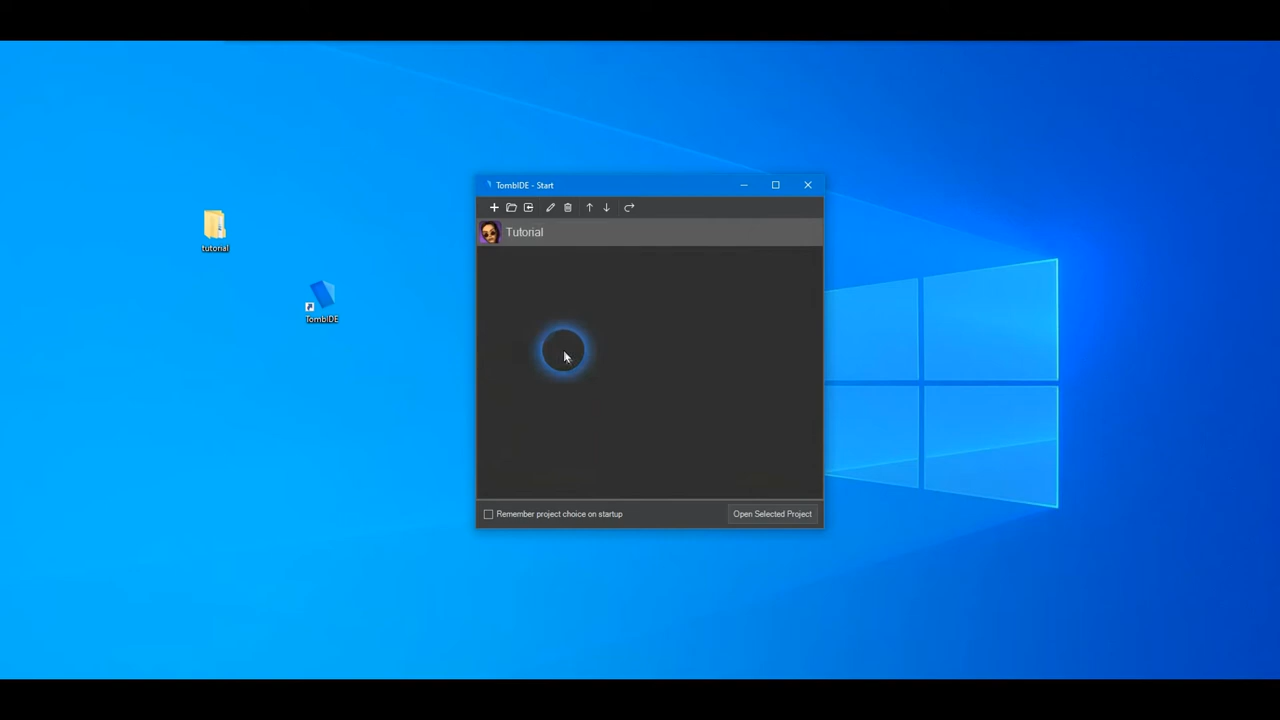 TombIDE - Start
Tutorial
tutorial
TombIDE
Remember project choice on startup
Open Selected Project